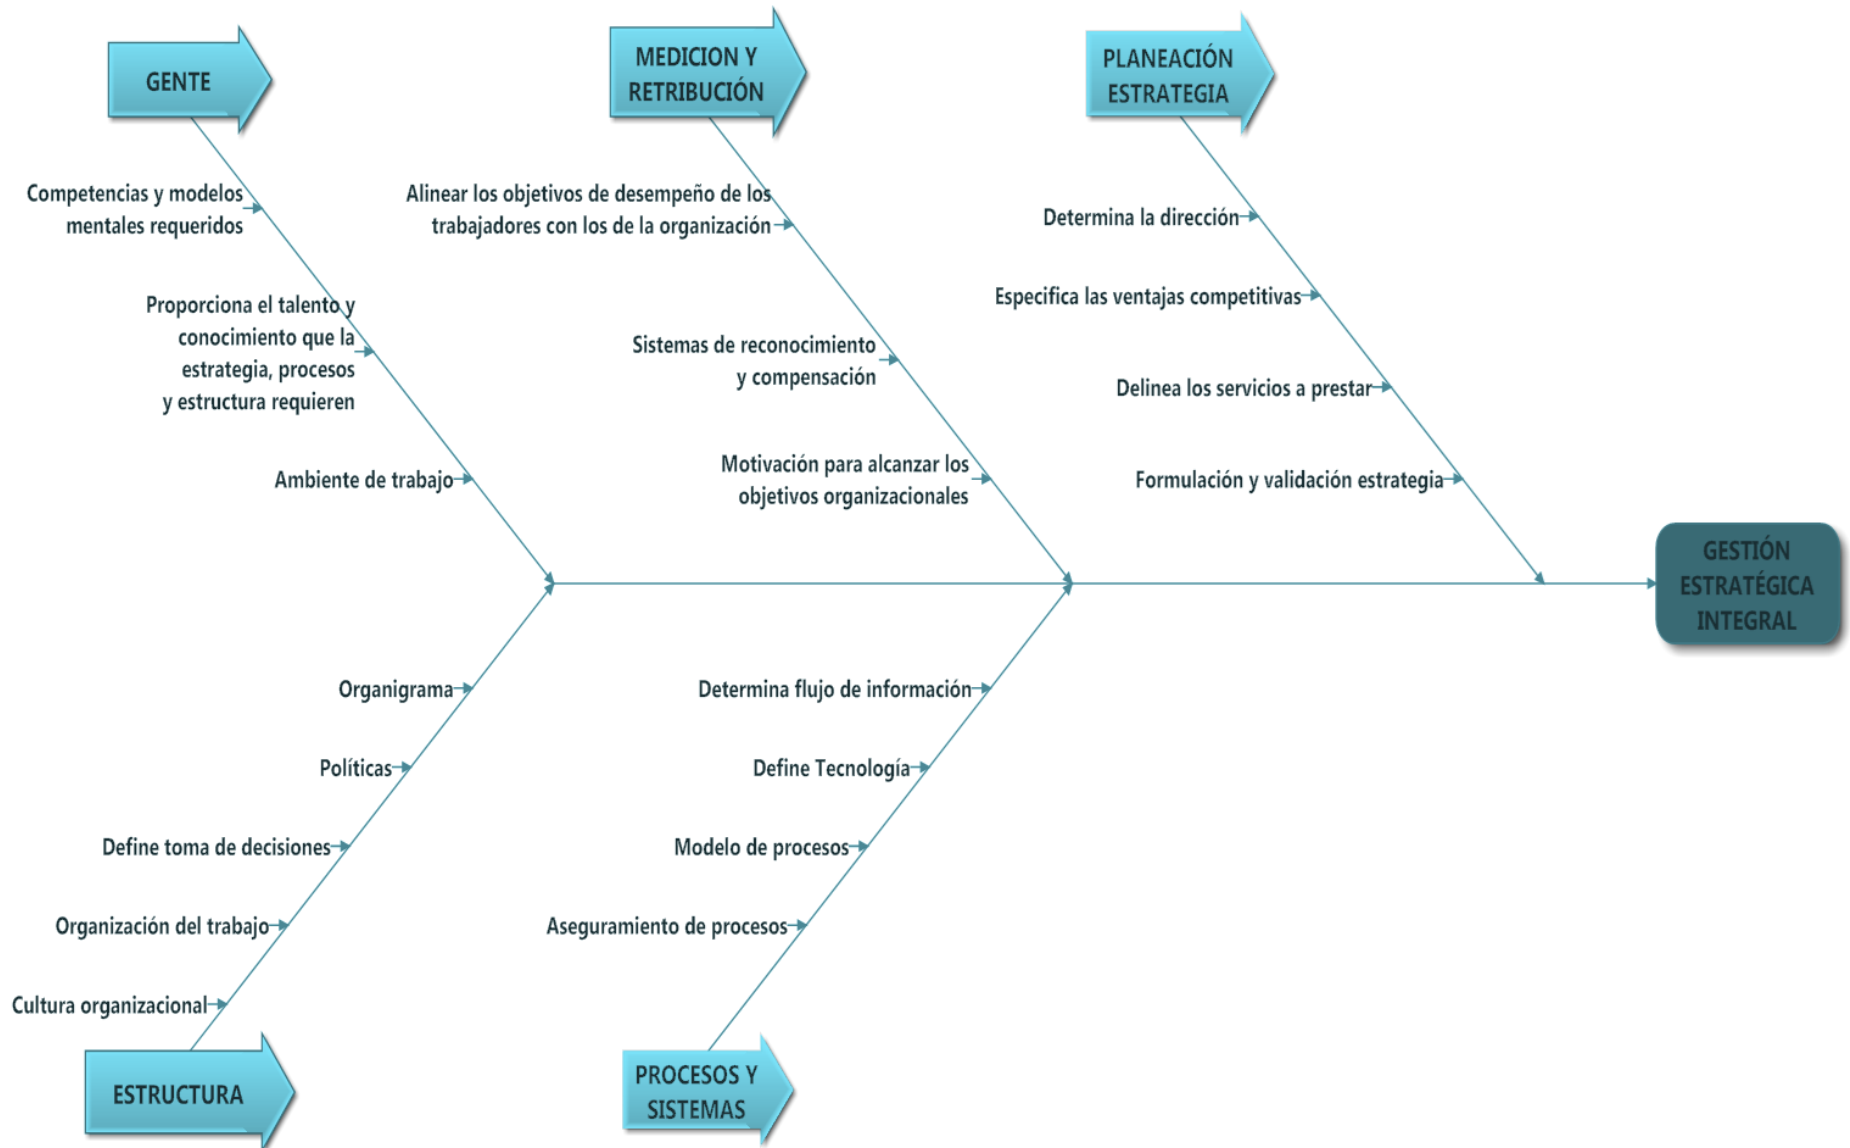 GENTE
MEDICION Y
RETRIBUCIÓN
PLANEACIÓN
ESTRATEGIA
Competencias y modelos
mentales requeridos
Proporciona el talento y
conocimiento que la
estrategia, procesos
y estructura requieren
Ambiente de trabajo
Alinear los objetivos de desempeño de los
trabajadores con los de la organización
Sistemas de reconocimiento
y compensación
Motivación para alcanzar los
objetivos organizacionales
Determina la dirección
Especifica las ventajas competitivas
Delinea los servicios a prestar
Formulación y validación estrategia
GESTIÓN
ESTRATÉGICA
INTEGRAL
Organigrama
Políticas
Define toma de decisiones
Organización del trabajo
Cultura organizacional
Determina flujo de información
Define Tecnología
Modelo de procesos
Aseguramiento de procesos
ESTRUCTURA
PROCESOS Y
SISTEMAS